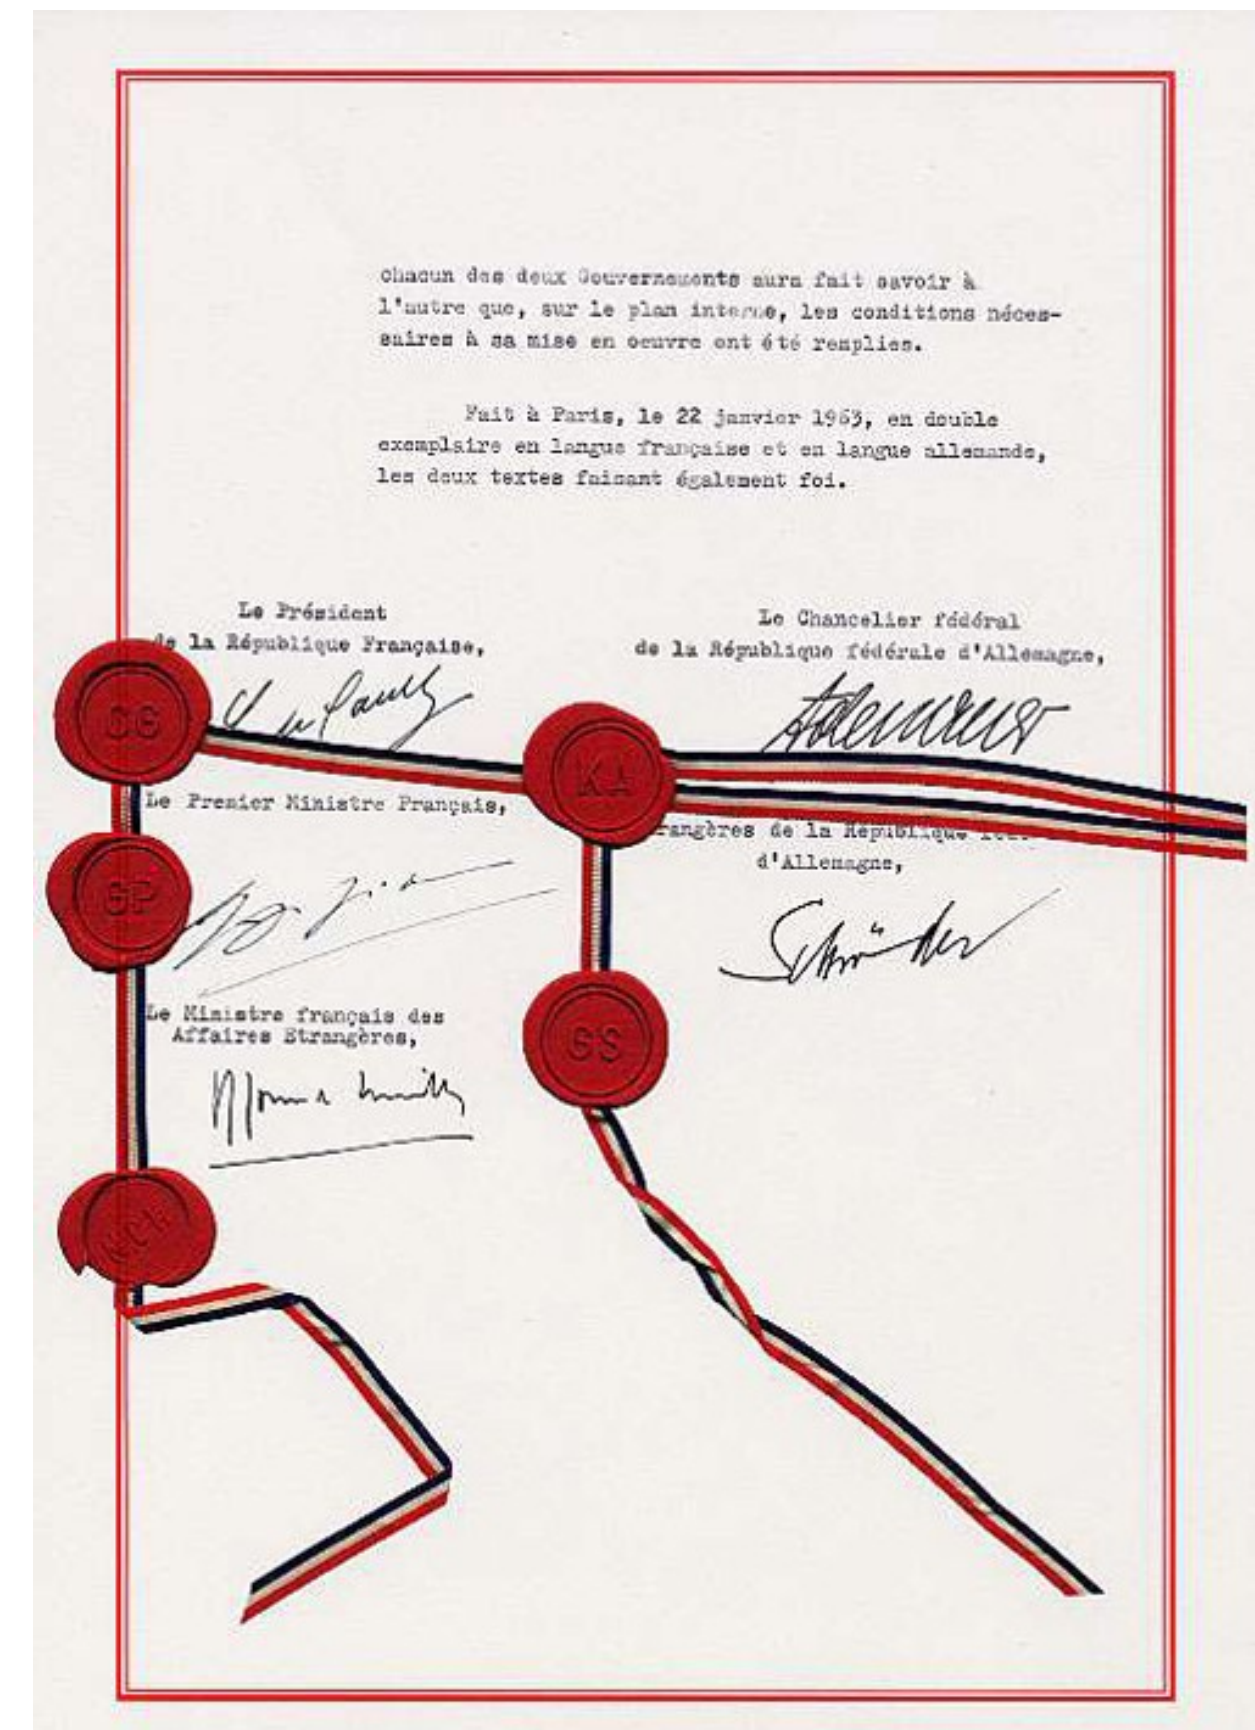 chacun des deux Gouvernements aura fait savoir à
l'autre que, sur le plan interne, les conditions néces-
saires à sa mise en oeuvre ont été remplies.
Fait à Paris, le 22 janvier 1963, en double
exemplaire en langue française et en langue allemande,
les deux textes faisant également foi.
Le Président
de la République Française,
Le Chancelier fédéral
de la République fédérale d'Allemagne,
Adenauer
CG
KA
Le Premier Ministre Français,
rangères de la République
d'Allemagne,
GP
Schröder
Le Ministre français des
Affaires Etrangères,
GS